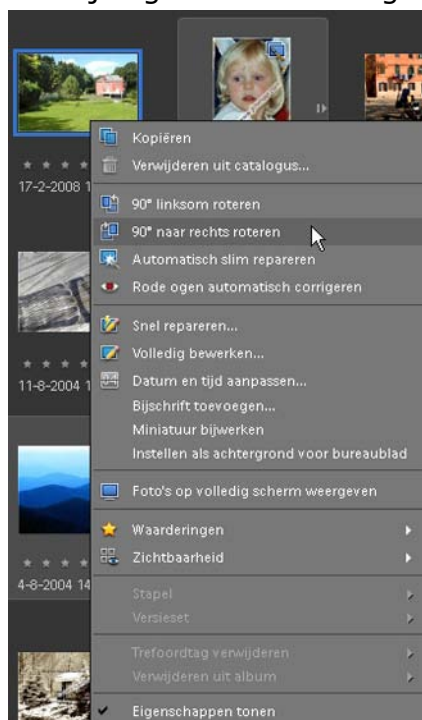 17-2-2008 1
11-8-2004 1
4-8-2004 14
Kopiëren
Verwijderen uit catalogus...
90° linksom roteren
90° naar rechts roteren
Automatisch slim repareren
Rode ogen automatisch corrigeren
Snel repareren...
Volledig bewerken...
Datum en tijd aanpassen...
Bijschrift toevoegen...
Miniatuur bijwerken
Instellen als achtergrond voor bureaublad
Foto's op volledig scherm weergeven
Waarderingen
Zichtbaarheid
Stapel
Versieset
Trefoordtag verwijderen
Verwijderen uit album
Eigenschappen tonen